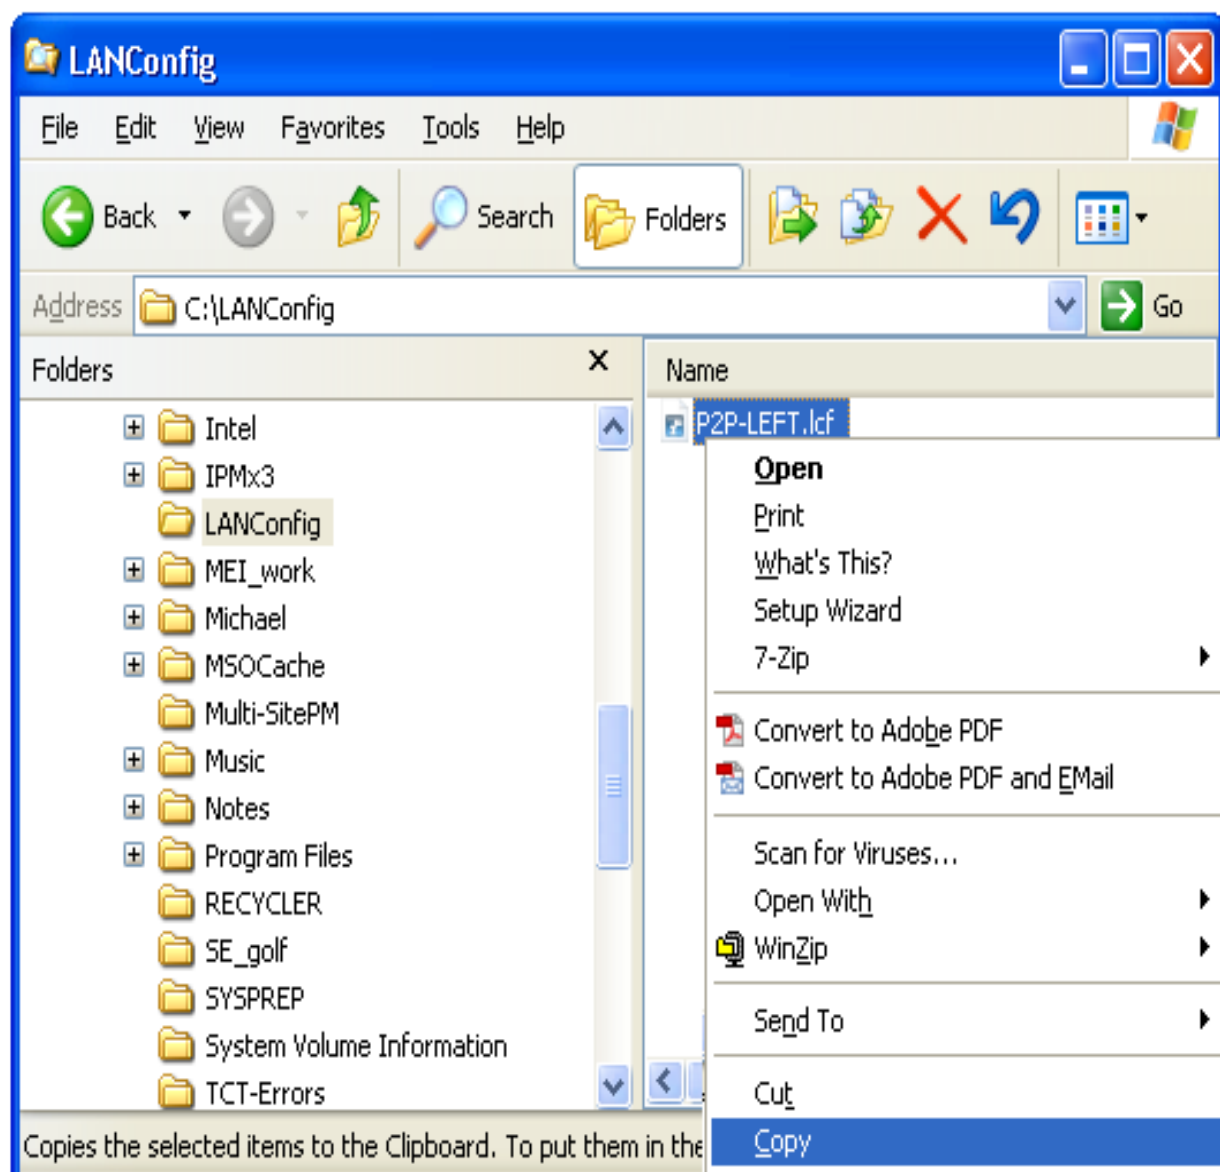 LANConfig
File Edit View Favorites Tools Help
Back Search Folders
Address C:\LANConfig Go
Folders X Name
Intel
IPMx3
LANConfig
MEI_work
Michael
MSOCache
Multi-SitePM
Music
Notes
Program Files
RECYCLER
SE_golf
SYSPREP
System Volume Information
TCT-Errors
P2P-LEFT.lcf
Open
Print
What's This?
Setup Wizard
7-Zip
Convert to Adobe PDF
Convert to Adobe PDF and EMail
Scan for Viruses...
Open With
WinZip
Send To
Cut
Copy
Copies the selected items to the Clipboard. To put them in the